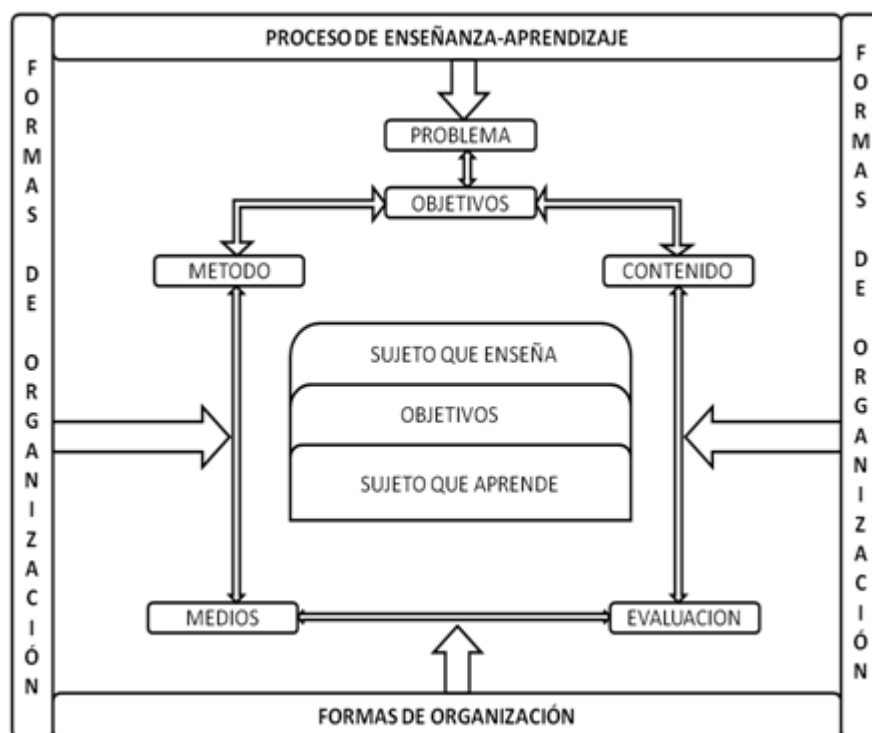 PROCESO DE ENSEÑANZA-APRENDIZAJE
FORMAS DE ORGANIZACIÓN
FORMAS DE ORGANIZACIÓN
PROBLEMA
OBJETIVOS
METODO
CONTENIDO
SUJETO QUE ENSEÑA
OBJETIVOS
SUJETO QUE APRENDE
MEDIOS
EVALUACION
FORMAS DE ORGANIZACIÓN